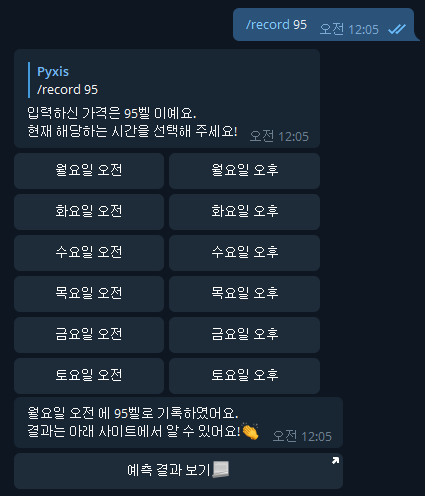 /record 95
오전 12:05
Pyxis
/record 95
입력하신 가격은 95벨 이예요.
현재 해당하는 시간을 선택해 주세요!
오전 12:05
월요일 오전
월요일 오후
화요일 오전
화요일 오후
수요일 오전
수요일 오후
목요일 오전
목요일 오후
금요일 오전
금요일 오후
토요일 오전
토요일 오후
월요일 오전 에 95벨로 기록하였어요.
결과는 아래 사이트에서 알 수 있어요!👏
오전 12:05
예측 결과 보기📃